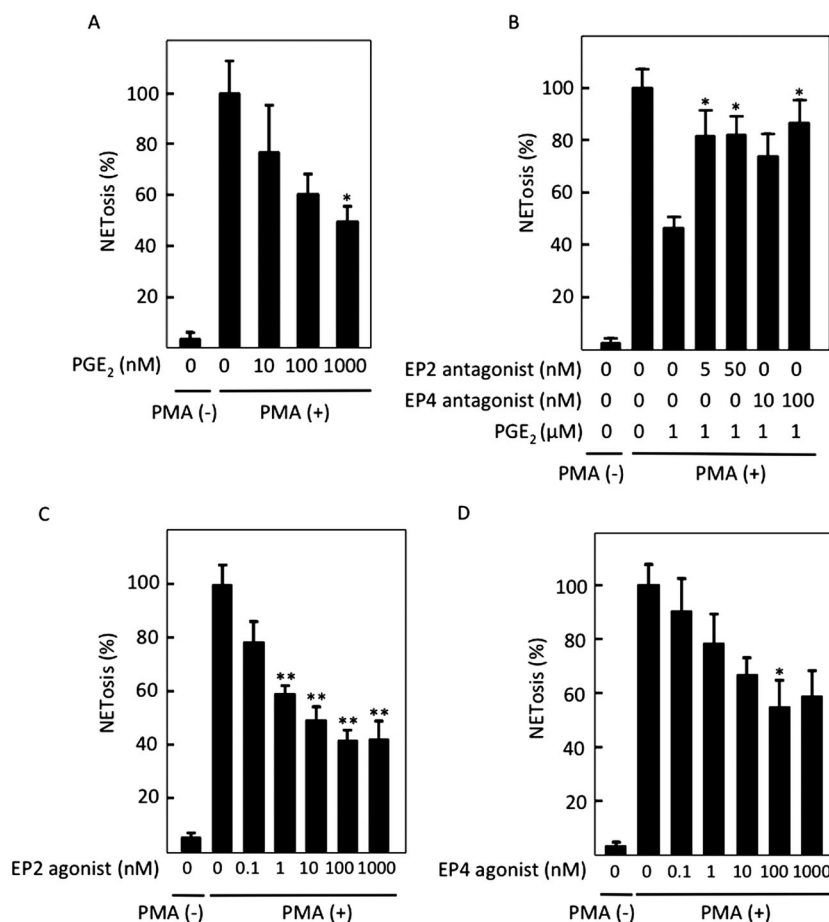 A
NETosis (%)
100
80
60
40
20
*
PGE₂ (nM) 0 0 10 100 1000
PMA (-) PMA (+)
B
NETosis (%)
100
80
60
40
20
* * *
EP2 antagonist (nM) 0 0 0 5 50 0 0
EP4 antagonist (nM) 0 0 0 0 0 10 100
PGE₂ (μM) 0 0 1 1 1 1 1
PMA (-) PMA (+)
C
NETosis (%)
100
80
60
40
20
** ** ** **
EP2 agonist (nM) 0 0 0.1 1 10 100 1000
PMA (-) PMA (+)
D
NETosis (%)
100
80
60
40
20
*
EP4 agonist (nM) 0 0 0.1 1 10 100 1000
PMA (-) PMA (+)